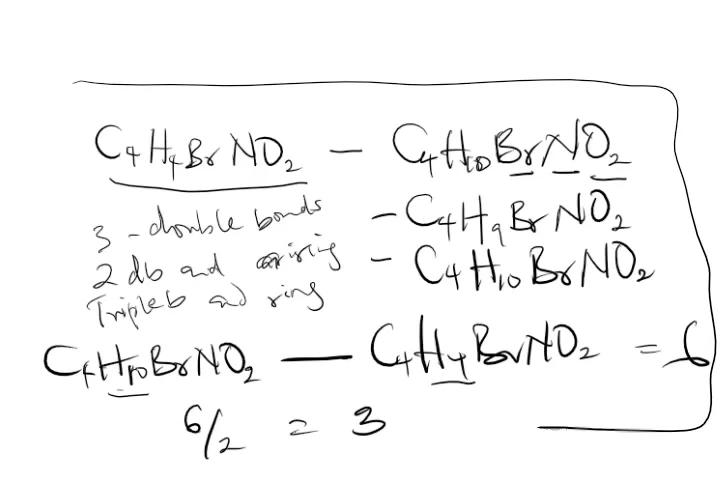 C₄H₄BrNO₂ — C₄H₁₀BrNO₂
3 - double bonds – C₄H₉BrNO₂
2 db and ring – C₄H₁₀BrNO₂
Triple b and ring
C₄H₁₀BrNO₂ — C₄H₄BrNO₂ = 6
6/2 = 3